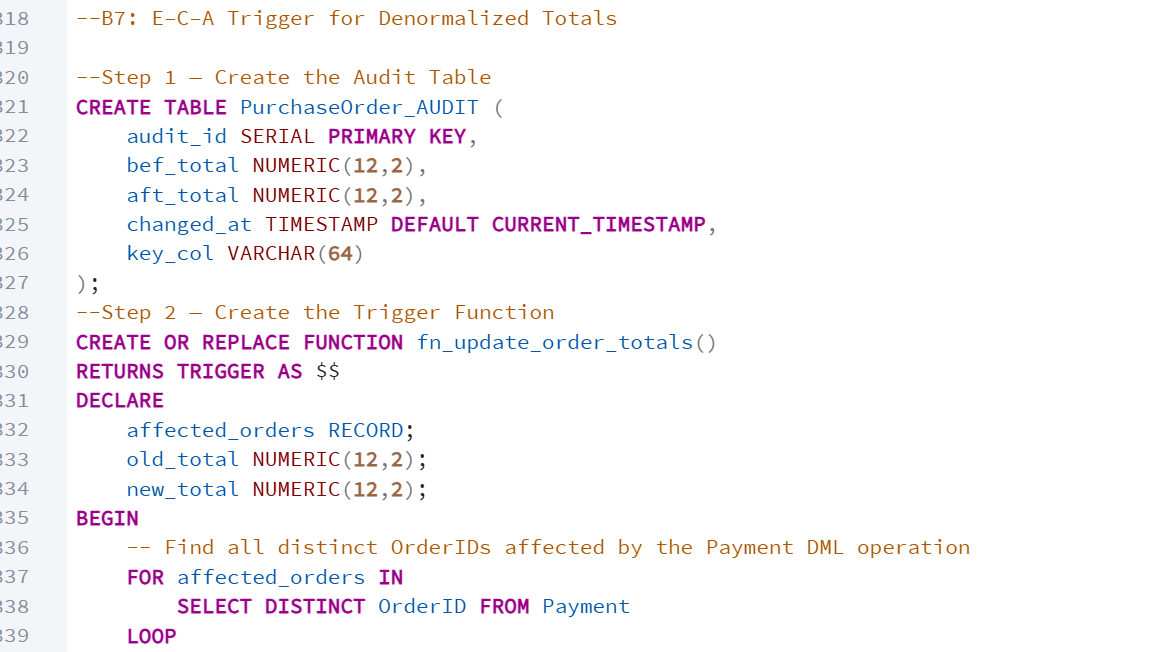 318 --B7: E-C-A Trigger for Denormalized Totals
319
320 --Step 1 – Create the Audit Table
321 CREATE TABLE PurchaseOrder_AUDIT (
322     audit_id SERIAL PRIMARY KEY,
323     bef_total NUMERIC(12,2),
324     aft_total NUMERIC(12,2),
325     changed_at TIMESTAMP DEFAULT CURRENT_TIMESTAMP,
326     key_col VARCHAR(64)
327 );
328 --Step 2 – Create the Trigger Function
329 CREATE OR REPLACE FUNCTION fn_update_order_totals()
330 RETURNS TRIGGER AS $$
331 DECLARE
332     affected_orders RECORD;
333     old_total NUMERIC(12,2);
334     new_total NUMERIC(12,2);
335 BEGIN
336     -- Find all distinct OrderIDs affected by the Payment DML operation
337     FOR affected_orders IN
338         SELECT DISTINCT OrderID FROM Payment
339     LOOP